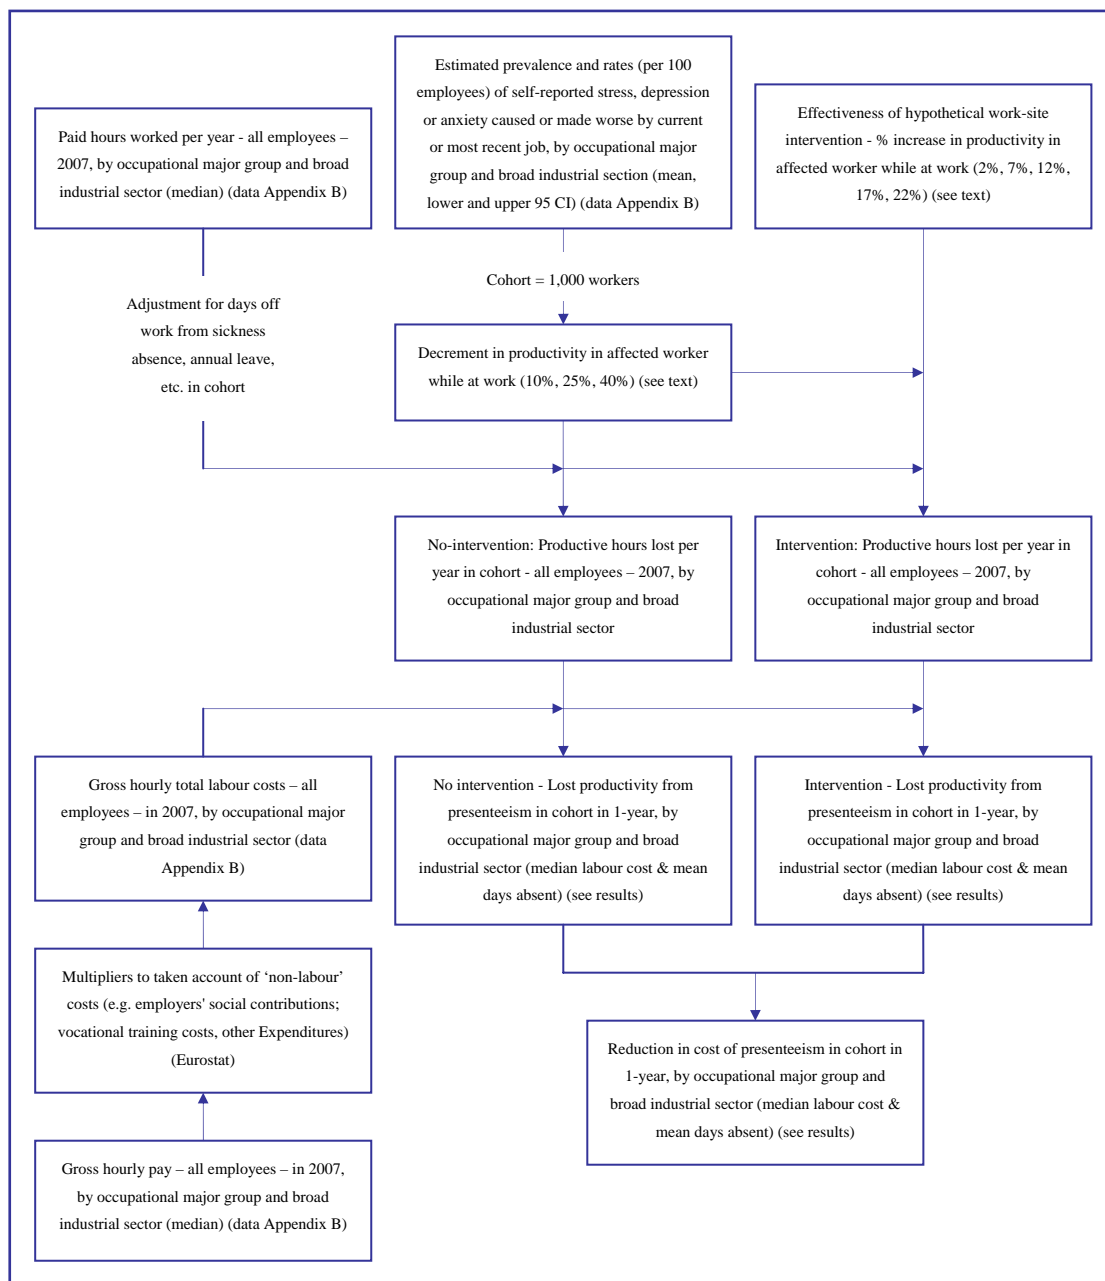 Estimated prevalence and rates (per 100
employees) of self-reported stress, depression
or anxiety caused or made worse by current
or most recent job, by occupational major
group and broad industrial section (mean,
lower and upper 95 CI) (data Appendix B)
Paid hours worked per year - all employees –
2007, by occupational major group and broad
industrial sector (median) (data Appendix B)
Effectiveness of hypothetical work-site
intervention - % increase in productivity in
affected worker while at work (2%, 7%, 12%,
17%, 22%) (see text)
Cohort = 1,000 workers
Adjustment for days off
work from sickness
absence, annual leave,
etc. in cohort
Decrement in productivity in affected worker
while at work (10%, 25%, 40%) (see text)
No-intervention: Productive hours lost per
year in cohort - all employees – 2007, by
occupational major group and broad
industrial sector
Intervention: Productive hours lost per year in
cohort - all employees – 2007, by
occupational major group and broad
industrial sector
Gross hourly total labour costs – all
employees – in 2007, by occupational major
group and broad industrial sector (data
Appendix B)
No intervention - Lost productivity from
presenteeism in cohort in 1-year, by
occupational major group and broad
industrial sector (median labour cost & mean
days absent) (see results)
Intervention - Lost productivity from
presenteeism in cohort in 1-year, by
occupational major group and broad
industrial sector (median labour cost & mean
days absent) (see results)
Multipliers to taken account of ‘non-labour’
costs (e.g. employers' social contributions;
vocational training costs, other Expenditures)
(Eurostat)
Reduction in cost of presenteeism in cohort in
1-year, by occupational major group and
broad industrial sector (median labour cost &
mean days absent) (see results)
Gross hourly pay – all employees – in 2007,
by occupational major group and broad
industrial sector (median) (data Appendix B)